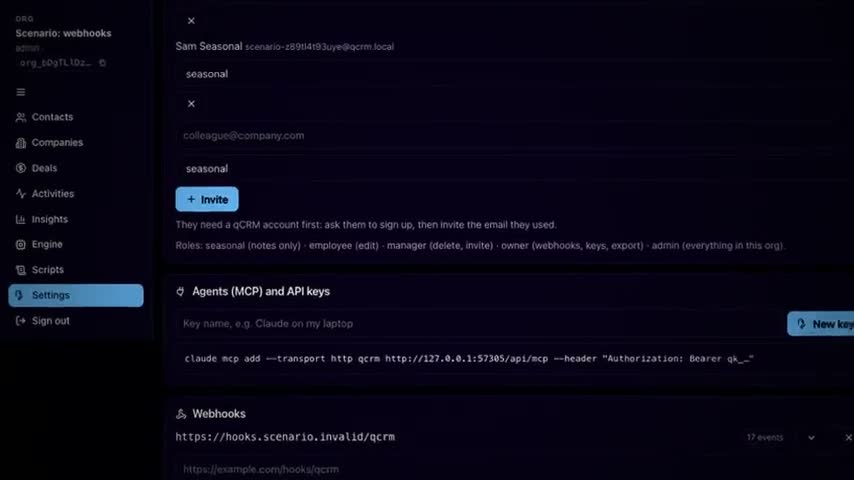 ORG
Scenario: webhooks
admin
org_bDgTLlDz…
Contacts
Companies
Deals
Activities
Insights
Engine
Scripts
Settings
Sign out
Sam Seasonal scenario-z89tl4t93uye@qcrm.local
seasonal
colleague@company.com
seasonal
+ Invite
They need a qCRM account first: ask them to sign up, then invite the email they used.
Roles: seasonal (notes only) · employee (edit) · manager (delete, invite) · owner (webhooks, keys, export) · admin (everything in this org).
Agents (MCP) and API keys
Key name, e.g. Claude on my laptop
New key
claude mcp add --transport http qcrm http://127.0.0.1:57305/api/mcp --header "Authorization: Bearer qk_…"
Webhooks
https://hooks.scenario.invalid/qcrm
17 events
https://example.com/hooks/qcrm